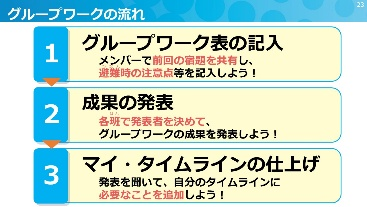 グループワークの流れ
23
1
グループワーク表の記入
メンバーで前回の宿題を共有し、
避難時の注意点等を記入しよう！
2
成果の発表
各班で発表者を決めて、
グループワークの成果を発表しよう！
3
マイ・タイムラインの仕上げ
発表を聞いて、自分のタイムラインに
必要なことを追加しよう！